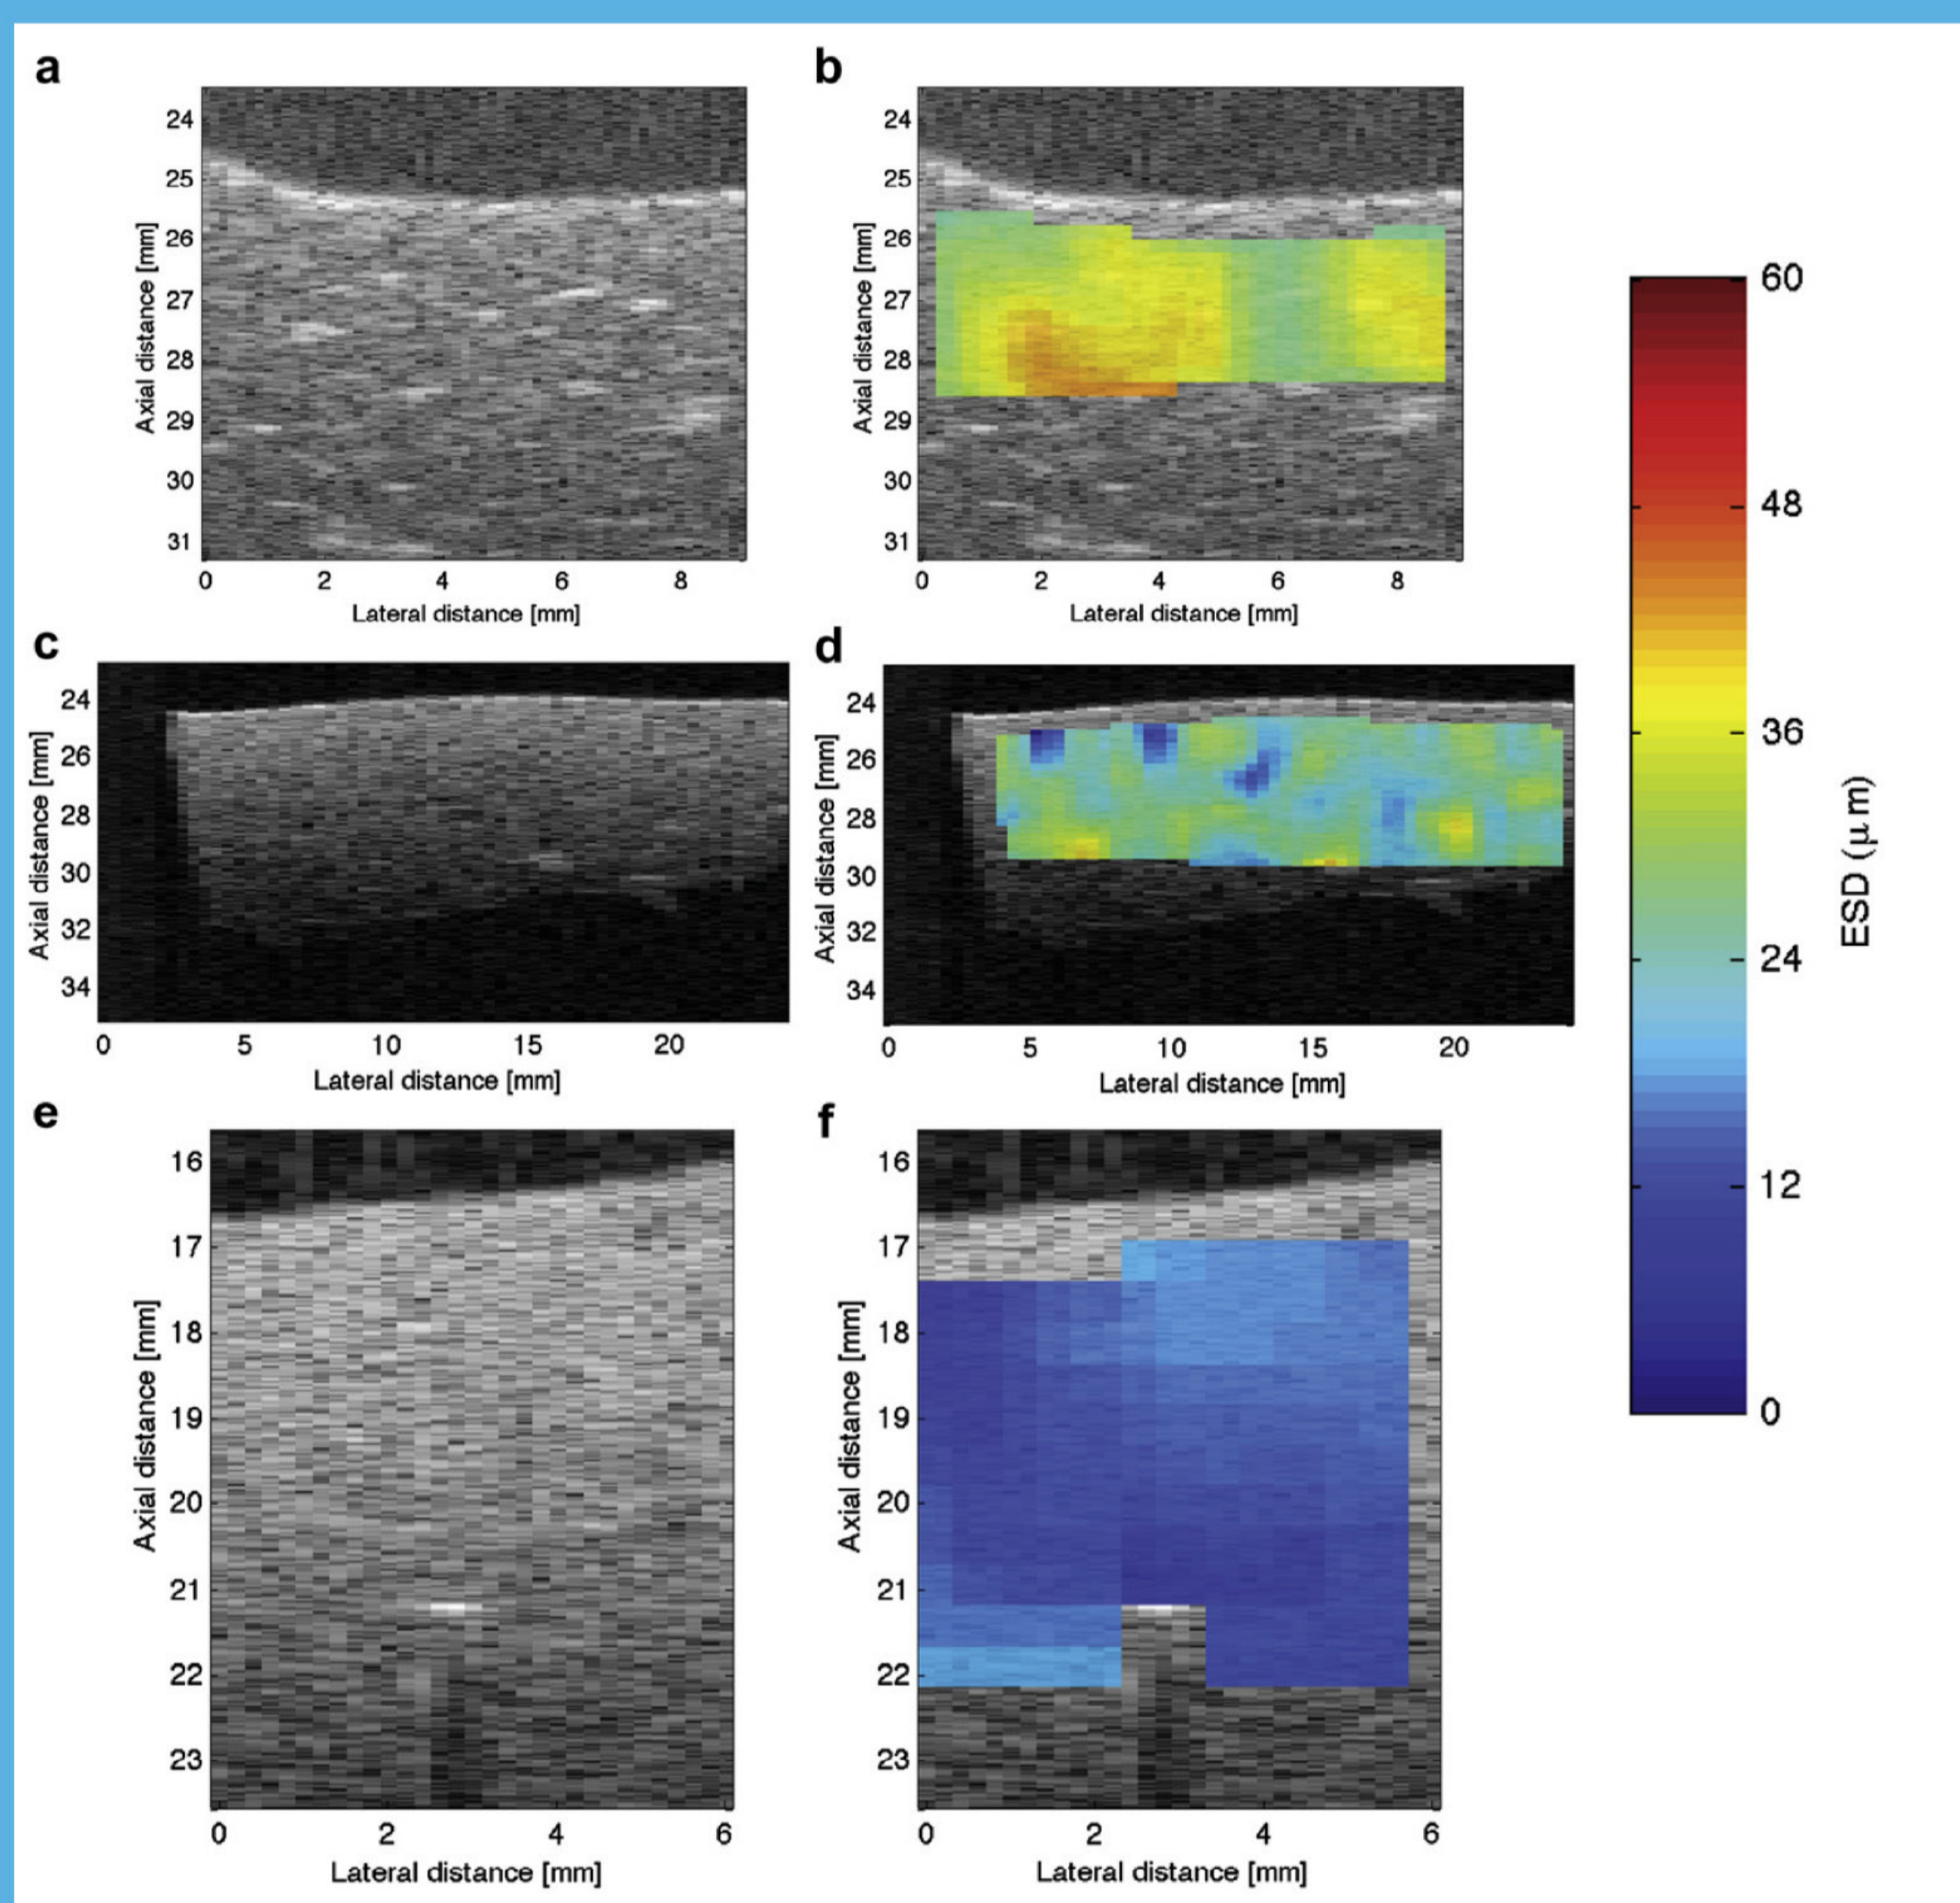 a
24
25
26
27
28
29
30
31
Axial distance [mm]
0 2 4 6 8
Lateral distance [mm]
b
24
25
26
27
28
29
30
31
Axial distance [mm]
0 2 4 6 8
Lateral distance [mm]
c
24
26
28
30
32
34
Axial distance [mm]
0 5 10 15 20
Lateral distance [mm]
d
24
26
28
30
32
34
Axial distance [mm]
0 5 10 15 20
Lateral distance [mm]
e
16
17
18
19
20
21
22
23
Axial distance [mm]
0 2 4 6
Lateral distance [mm]
f
16
17
18
19
20
21
22
23
Axial distance [mm]
0 2 4 6
Lateral distance [mm]
60
48
36
24
12
0
ESD (μm)